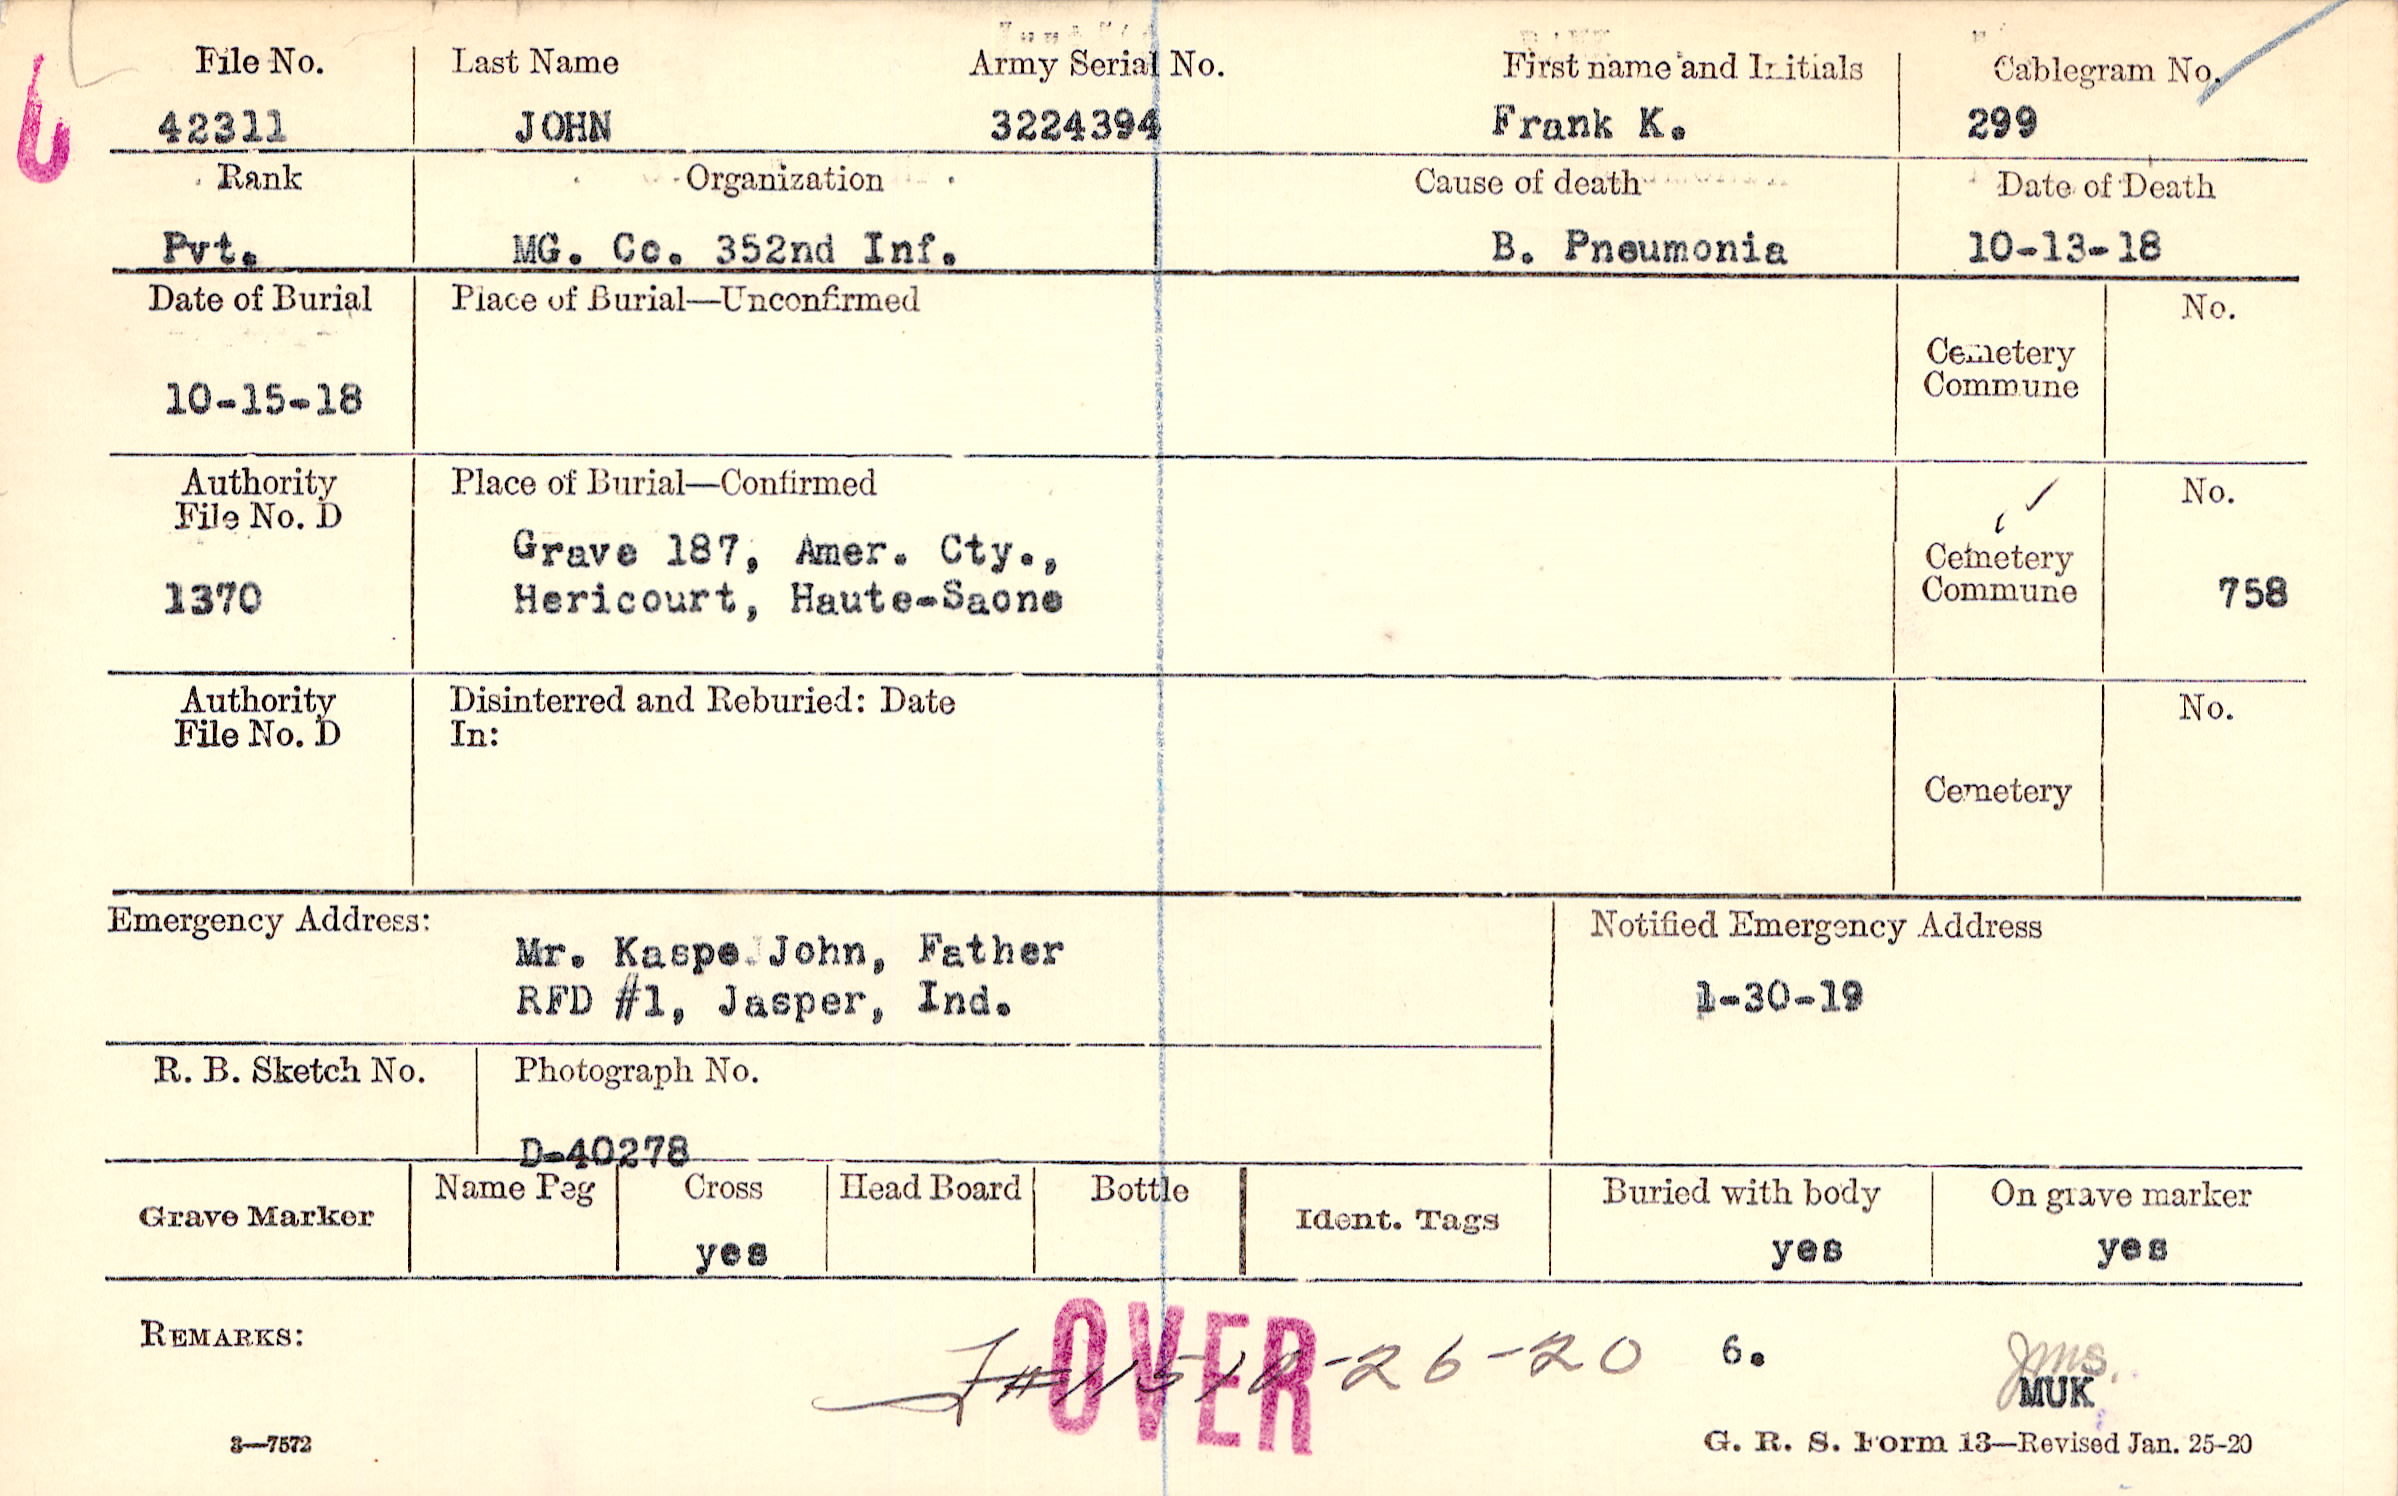 File No. Last Name Army Serial No. First name and Initials Cablegram No.
42311 JOHN 3224394 Frank K. 299
Rank Organization Cause of death Date of Death
Pvt. MG. Co. 352nd Inf. B. Pneumonia 10-13-18
Date of Burial Place of Burial—Unconfirmed No.
Cemetery
Commune
10-15-18
Authority Place of Burial—Confirmed No.
File No. D
Grave 187, Amer. Cty.,
Cemetery
1370 Hericourt, Haute-Saone Commune 758
Authority Disinterred and Reburied: Date No.
File No. D In:
Cemetery
Emergency Address: Notified Emergency Address
Mr. Kaspe John, Father
RFD #1, Jasper, Ind. 1-30-19
R. B. Sketch No. Photograph No.
D-40278
Grave Marker Name Peg Cross Head Board Bottle Ident. Tags Buried with body On grave marker
yes yes yes
REMARKS: OVER 6.
-26-20
MUK
3—7572 G. R. S. Form 13—Revised Jan. 25-20